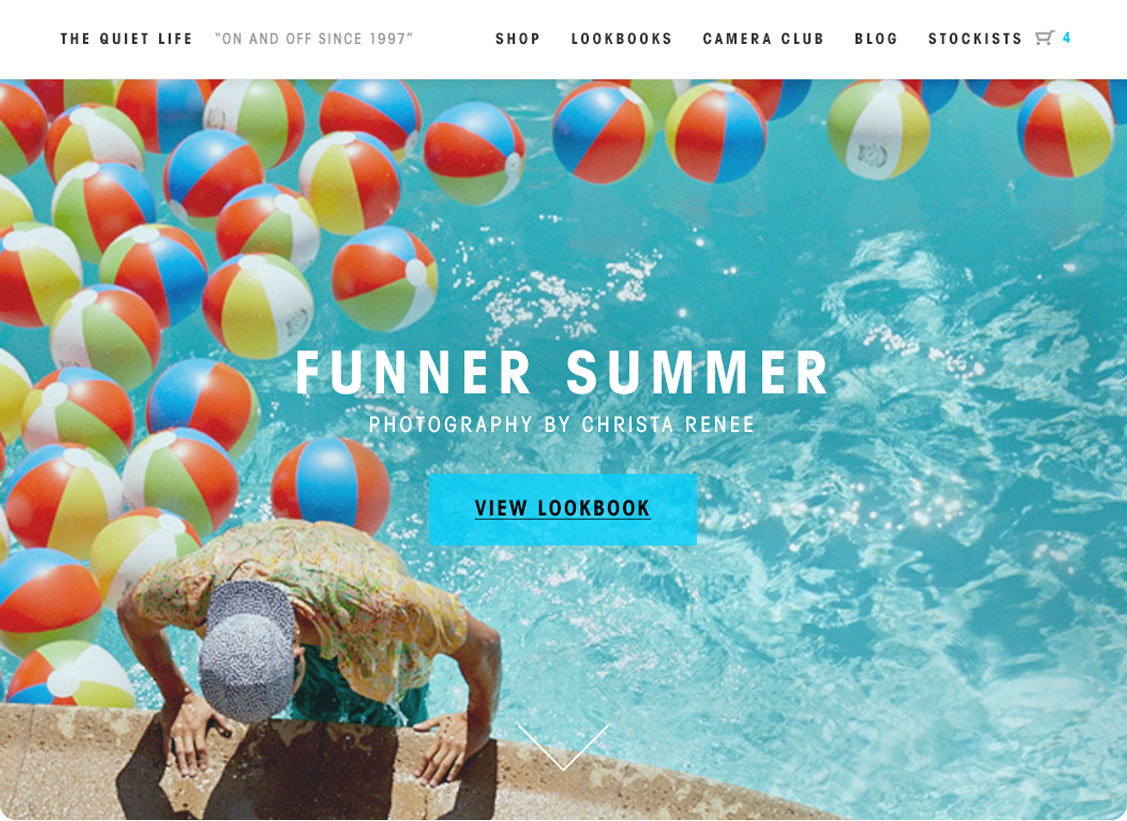 THE QUIET LIFE “ON AND OFF SINCE 1997” SHOP LOOKBOOKS CAMERA CLUB BLOG STOCKISTS 4
FUNNER SUMMER
PHOTOGRAPHY BY CHRISTA RENEE
VIEW LOOKBOOK